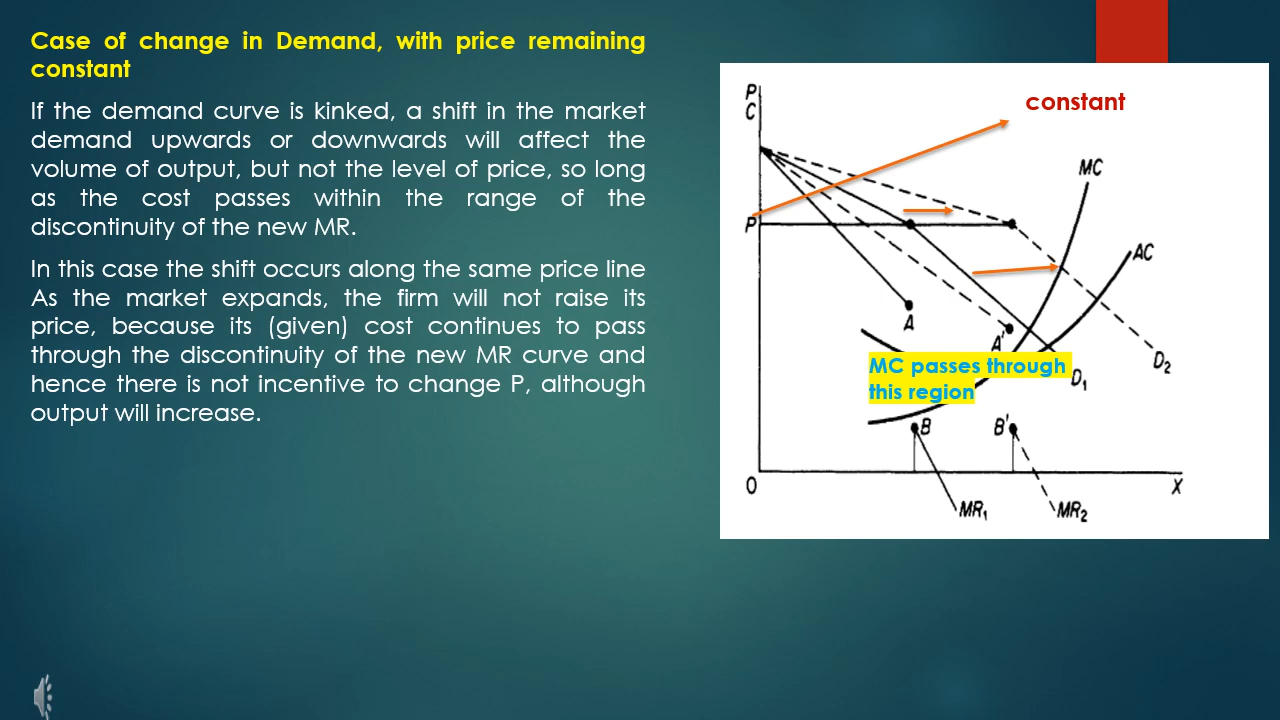 Case of change in Demand, with price remaining
constant
If the demand curve is kinked, a shift in the market
demand upwards or downwards will affect the
volume of output, but not the level of price, so long
as the cost passes within the range of the
discontinuity of the new MR.
In this case the shift occurs along the same price line
As the market expands, the firm will not raise its
price, because its (given) cost continues to pass
through the discontinuity of the new MR curve and
hence there is not incentive to change P, although
output will increase.
P
C
constant
MC
P
AC
A
A'
D₂
MC passes through
this region
D₁
B
B'
O
X
MR₁
MR₂